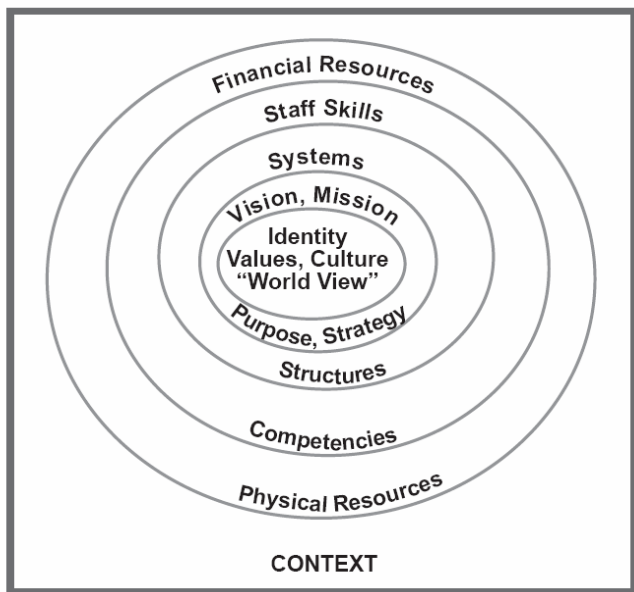 Financial Resources
Staff Skills
Systems
Vision, Mission
Identity
Values, Culture
“World View”
Purpose, Strategy
Structures
Competencies
Physical Resources
CONTEXT